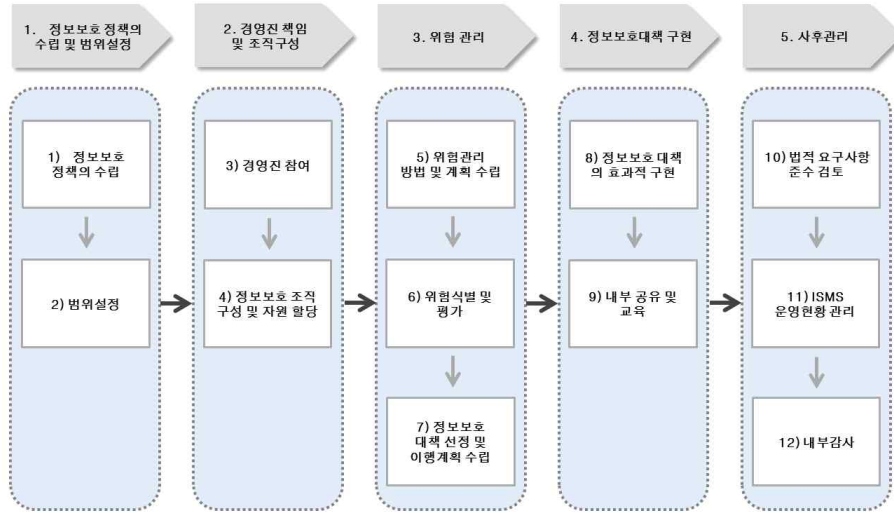 1. 정보보호 정책의
수립 및 범위설정
2. 경영진 책임
및 조직구성
3. 위험 관리
4. 정보보호대책 구현
5. 사후관리
1) 정보보호
정책의 수립
2) 범위설정
3) 경영진 참여
4) 정보보호 조직
구성 및 자원 할당
5) 위험관리
방법 및 계획 수립
6) 위험식별 및
평가
7) 정보보호
대책 선정 및
이행계획 수립
8) 정보보호 대책
의 효과적 구현
9) 내부 공유 및
교육
10) 법적 요구사항
준수 검토
11) ISMS
운영현황 관리
12) 내부감사